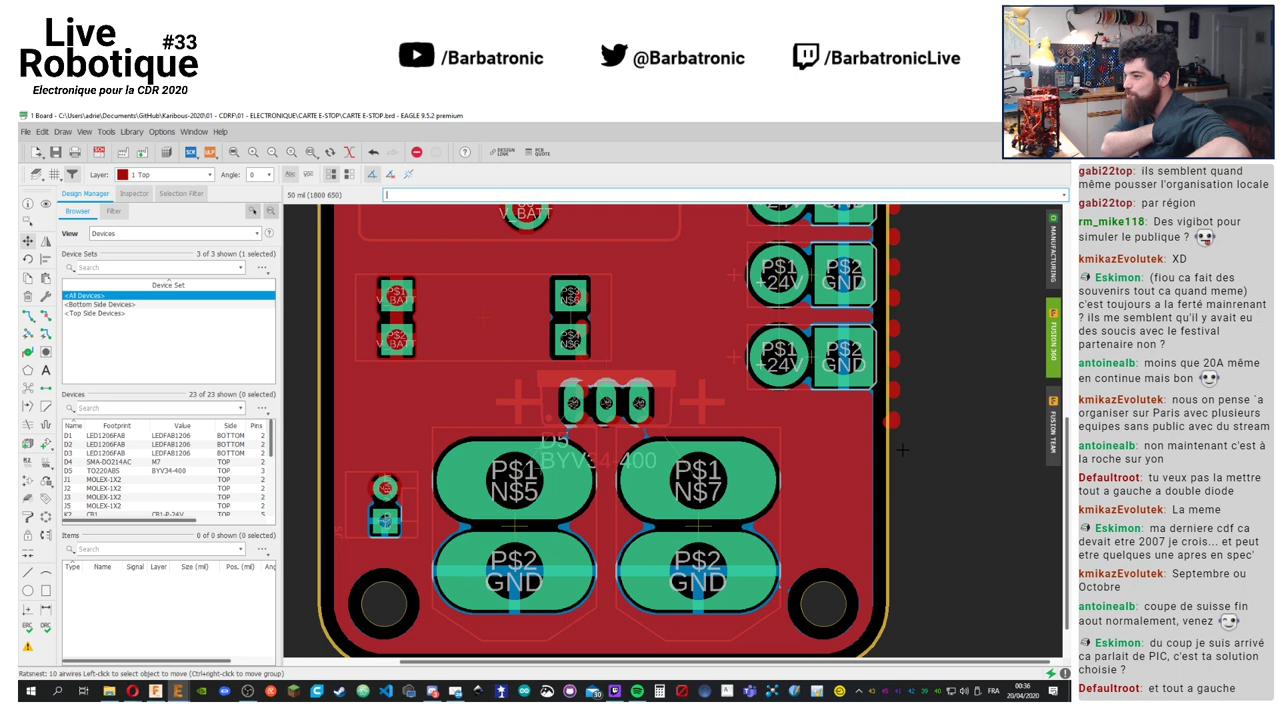 Live
Robotique #33
Electronique pour la CDR 2020
/Barbatronic
@Barbatronic
/BarbatronicLive
1 Board - C:\Users\adrie\Documents\GitHub\Karibous-2020\01 - CDRF\01 - ELECTRONIQUE\CARTE E-STOP\CARTE E-STOP.brd - EAGLE 9.5.2 premium
File Edit Draw View Tools Library Options Window Help
DESIGN LINK
PCB QUOTE
Layer: 1 Top Angle: 0
Design Manager Inspector Selection Filter
50 mil (1800 650)
Browser Filter
View Devices
Device Sets 3 of 3 shown (1 selected)
Search
Device Set
<All Devices>
<Bottom Side Devices>
<Top Side Devices>
Devices 23 of 23 shown (0 selected)
Search
Name Footprint Value Side Pins
D1 LED1206FAB LEDFAB1206 BOTTOM 2
D2 LED1206FAB LEDFAB1206 BOTTOM 2
D3 LED1206FAB LEDFAB1206 BOTTOM 2
D4 SMA-DO214AC M7 TOP 2
D5 TO220ABS BYV34-400 TOP 3
J1 MOLEX-1X2 TOP 2
J2 MOLEX-1X2 TOP 2
J3 MOLEX-1X2 TOP 2
J5 MOLEX-1X2 TOP 2
K2 CB1 CB1-P-24V TOP 5
Items 0 of 0 shown (0 selected)
Search
Type Name Signal Layer Size (mil) Pos. (mil) Ang
V_BATT
P$1
V_BATT
P$2
V_BATT
P$1
+24V
P$2
GND
P$1
+24V
P$2
GND
D5
BYV34-400
P$1
N$5
P$1
N$7
P$2
GND
P$2
GND
MANUFACTURING
FUSION 360
FUSION TEAM
Ratsnest: 10 airwires Left-click to select object to move (Ctrl+right-click to move group)
FRA
00:36
20/04/2020
gabi22top: ils semblent quand
même pousser l'organisation locale
gabi22top: par région
rm_mike118: Des vigibot pour
simuler le publique ?
kmikazEvolutek: XD
Eskimon: (fiou ca fait des
souvenirs tout ca quand meme)
c'est toujours a la ferté mainrenant
? ils me semblent qu'il y avait eu
des soucis avec le festival
partenaire non ?
antoinealb: moins que 20A même
en continue mais bon
kmikazEvolutek: nous on pense `a
organiser sur Paris avec plusieurs
equipes sans public avec du stream
antoinealb: non maintenant c'est à
la roche sur yon
Defaultroot: tu veux pas la mettre
tout a gauche a double diode
kmikazEvolutek: La meme
Eskimon: ma derniere cdf ca
devait etre 2007 je crois... et peut
etre quelques une apres en spec'
kmikazEvolutek: Septembre ou
Octobre
antoinealb: coupe de suisse fin
aout normalement, venez
Eskimon: du coup je suis arrivé
ca parlait de PIC, c'est ta solution
choisie ?
Defaultroot: et tout a gauche